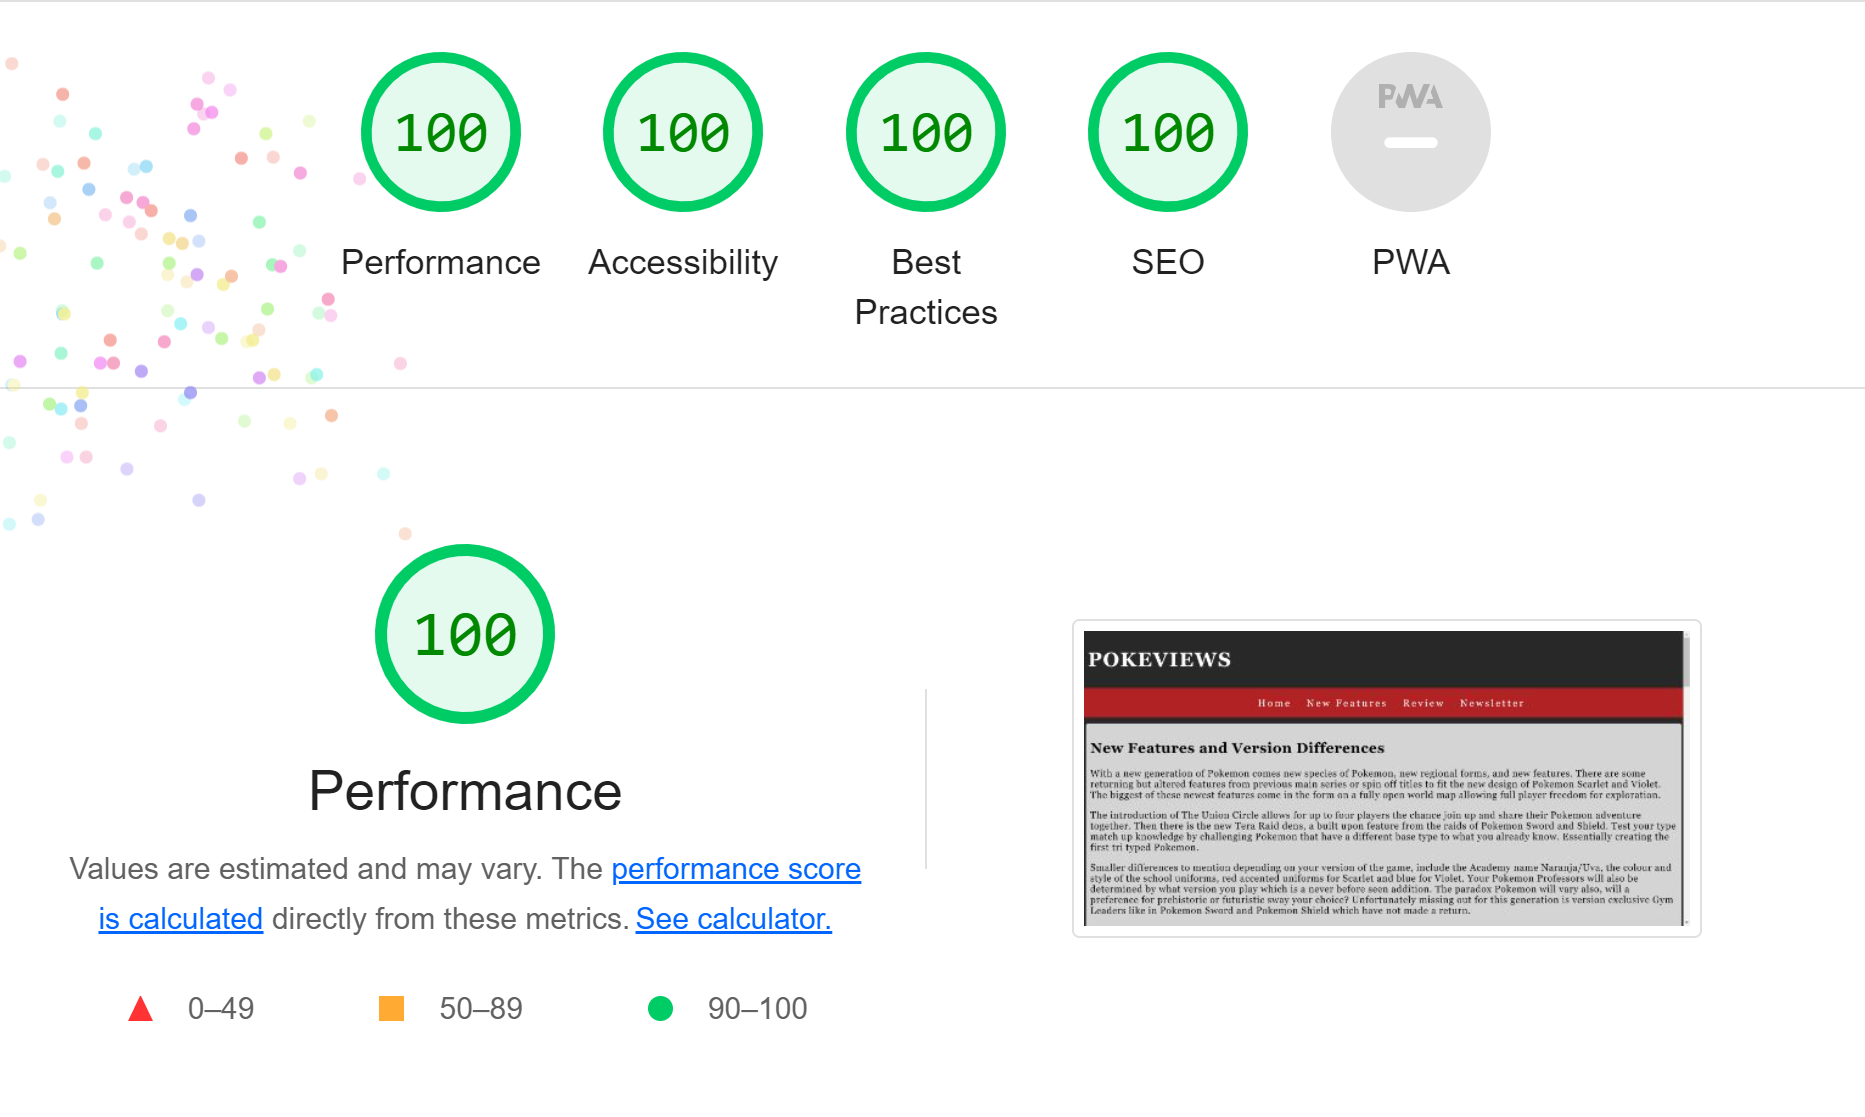 100 100 100 100 PWA
Performance Accessibility Best SEO PWA
Practices
100
Performance
Values are estimated and may vary. The performance score
is calculated directly from these metrics. See calculator.
0–49 50–89 90–100
POKEVIEWS
Home New Features Review Newsletter
New Features and Version Differences
With a new generation of Pokemon comes new species of Pokemon, new regional forms, and new features. There are some
returning but altered features from previous main series or spin off titles to fit the new design of Pokemon Scarlet and Violet.
The biggest of these newest features come in the form on a fully open world map allowing full player freedom for exploration.
The introduction of The Union Circle allows for up to four players the chance join up and share their Pokemon adventure
together. Then there is the new Tera Raid dens, a built upon feature from the raids of Pokemon Sword and Shield. Test your type
match up knowledge by challenging Pokemon that have a different base type to what you already know. Essentially creating the
first tri typed Pokemon.
Smaller differences to mention depending on your version of the game, include the Academy name Naranja/Uva, the colour and
style of the school uniforms, red accented uniforms for Scarlet and blue for Violet. Your Pokemon Professors will also be
determined by what version you play which is a never before seen addition. The paradox Pokemon will vary also, will a
preference for prehistoric or futuristic sway your choice? Unfortunately missing out for this generation is version exclusive Gym
Leaders like in Pokemon Sword and Pokemon Shield which have not made a return.